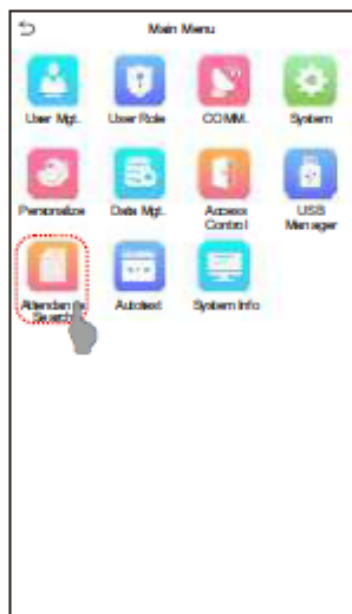 Main Menu
User Mgt. User Role COMM. System
Personalize Data Mgt. Access Control USB Manager
Attendance Search Autotest System Info